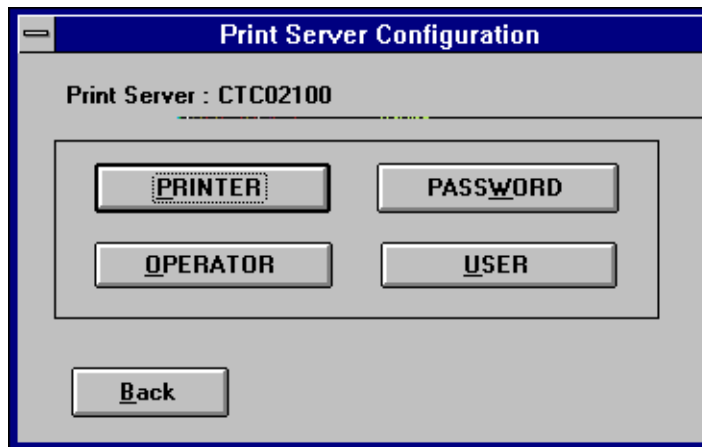 Print Server Configuration
Print Server : CTC02100
PRINTER PASSWORD
OPERATOR USER
Back